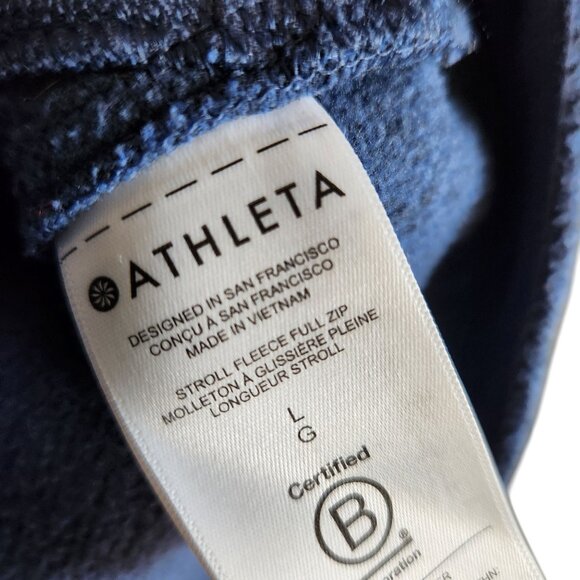 ATHLETA
DESIGNED IN SAN FRANCISCO
CONÇU À SAN FRANCISCO
MADE IN VIETNAM
STROLL FLEECE FULL ZIP
MOLLETON À GLISSIÈRE PLEINE
LONGUEUR STROLL
L
G
Certified
B
®